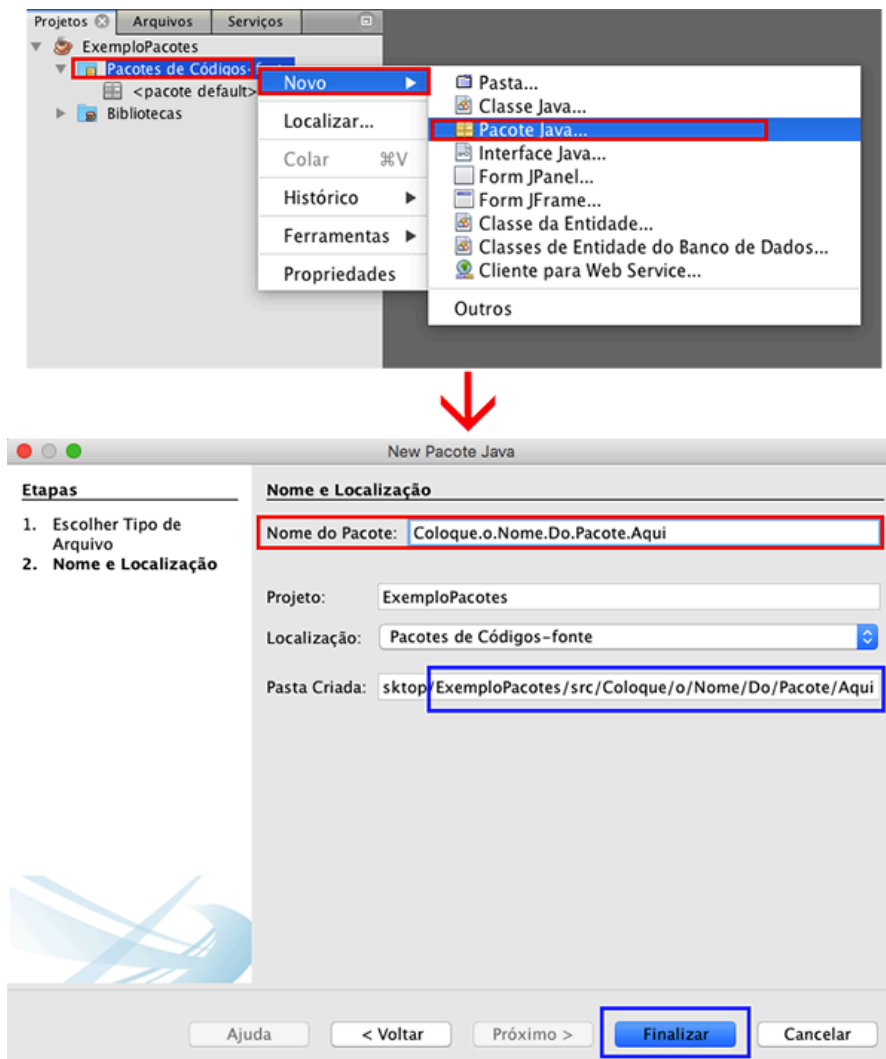 Projetos
Arquivos
Serviços
ExemploPacotes
Pacotes de Códigos-fonte
<pacote default>
Bibliotecas
Novo
Localizar...
Colar ⌘V
Histórico
Ferramentas
Propriedades
Pasta...
Classe Java...
Pacote Java...
Interface Java...
Form JPanel...
Form JFrame...
Classe da Entidade...
Classes de Entidade do Banco de Dados...
Cliente para Web Service...
Outros
New Pacote Java
Etapas
1. Escolher Tipo de
Arquivo
2. Nome e Localização
Nome e Localização
Nome do Pacote: Coloque.o.Nome.Do.Pacote.Aqui
Projeto: ExemploPacotes
Localização: Pacotes de Códigos-fonte
Pasta Criada: sktop/ExemploPacotes/src/Coloque/o/Nome/Do/Pacote/Aqui
Ajuda
< Voltar
Próximo >
Finalizar
Cancelar